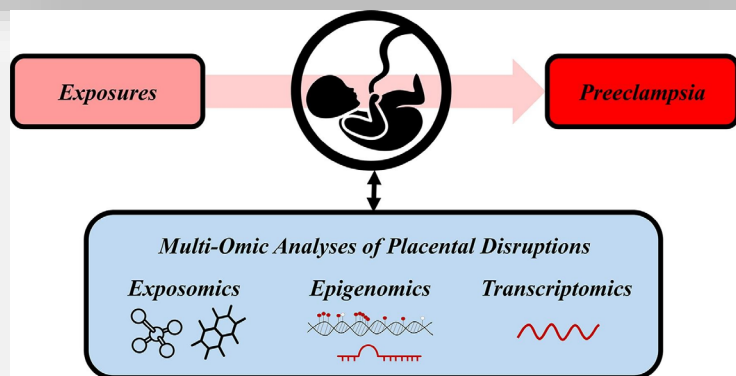 Exposures
Preeclampsia
Multi-Omic Analyses of Placental Disruptions
Exposomics Epigenomics Transcriptomics